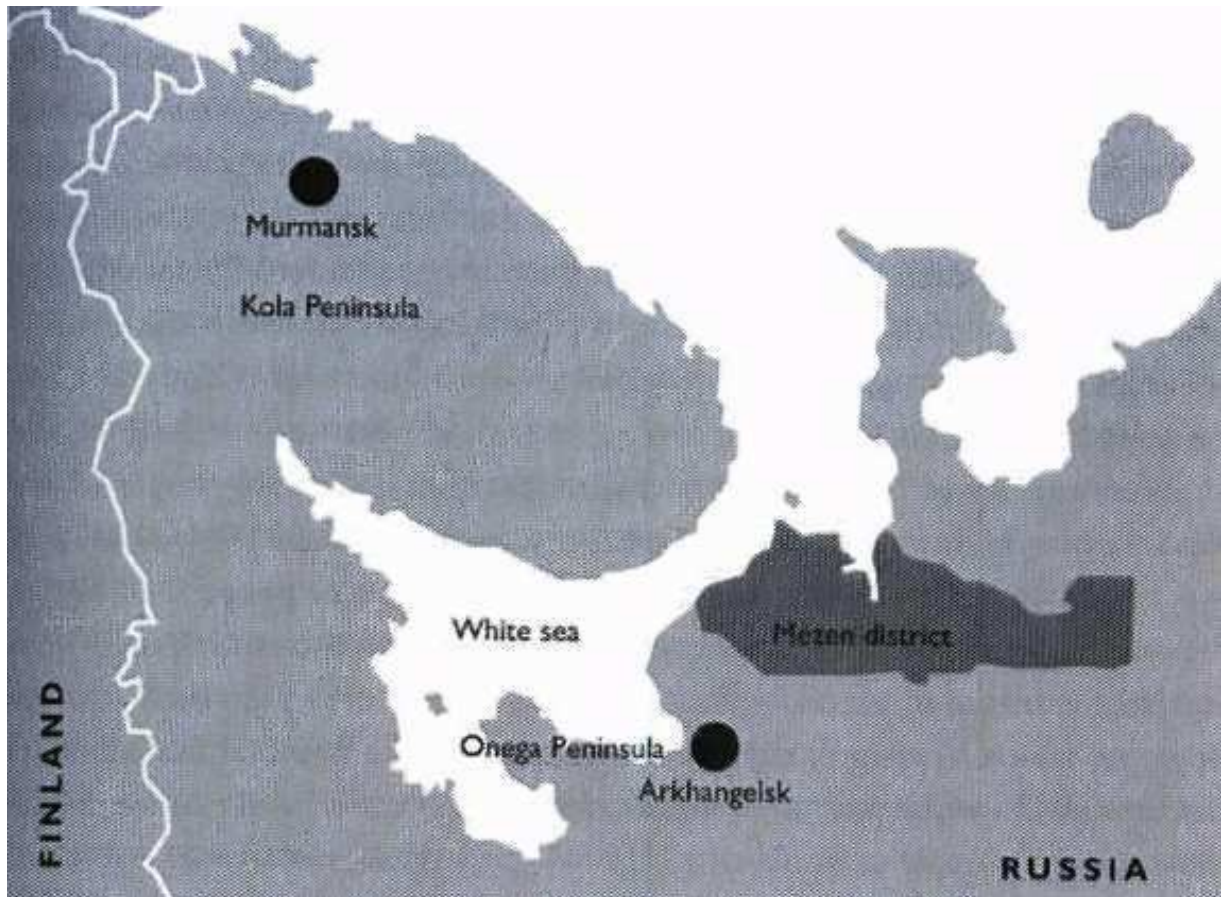 Murmansk
Kola Peninsula
White sea
Mezen district
Onega Peninsula
Arkhangelsk
FINLAND
RUSSIA